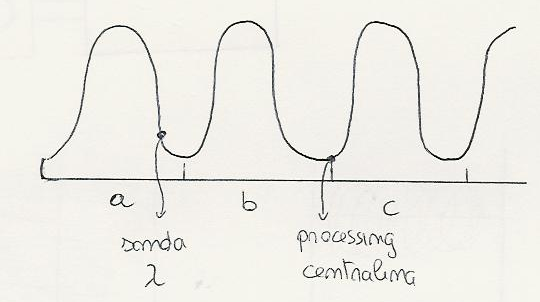 a
b
c
sonda
λ
processing
centralina